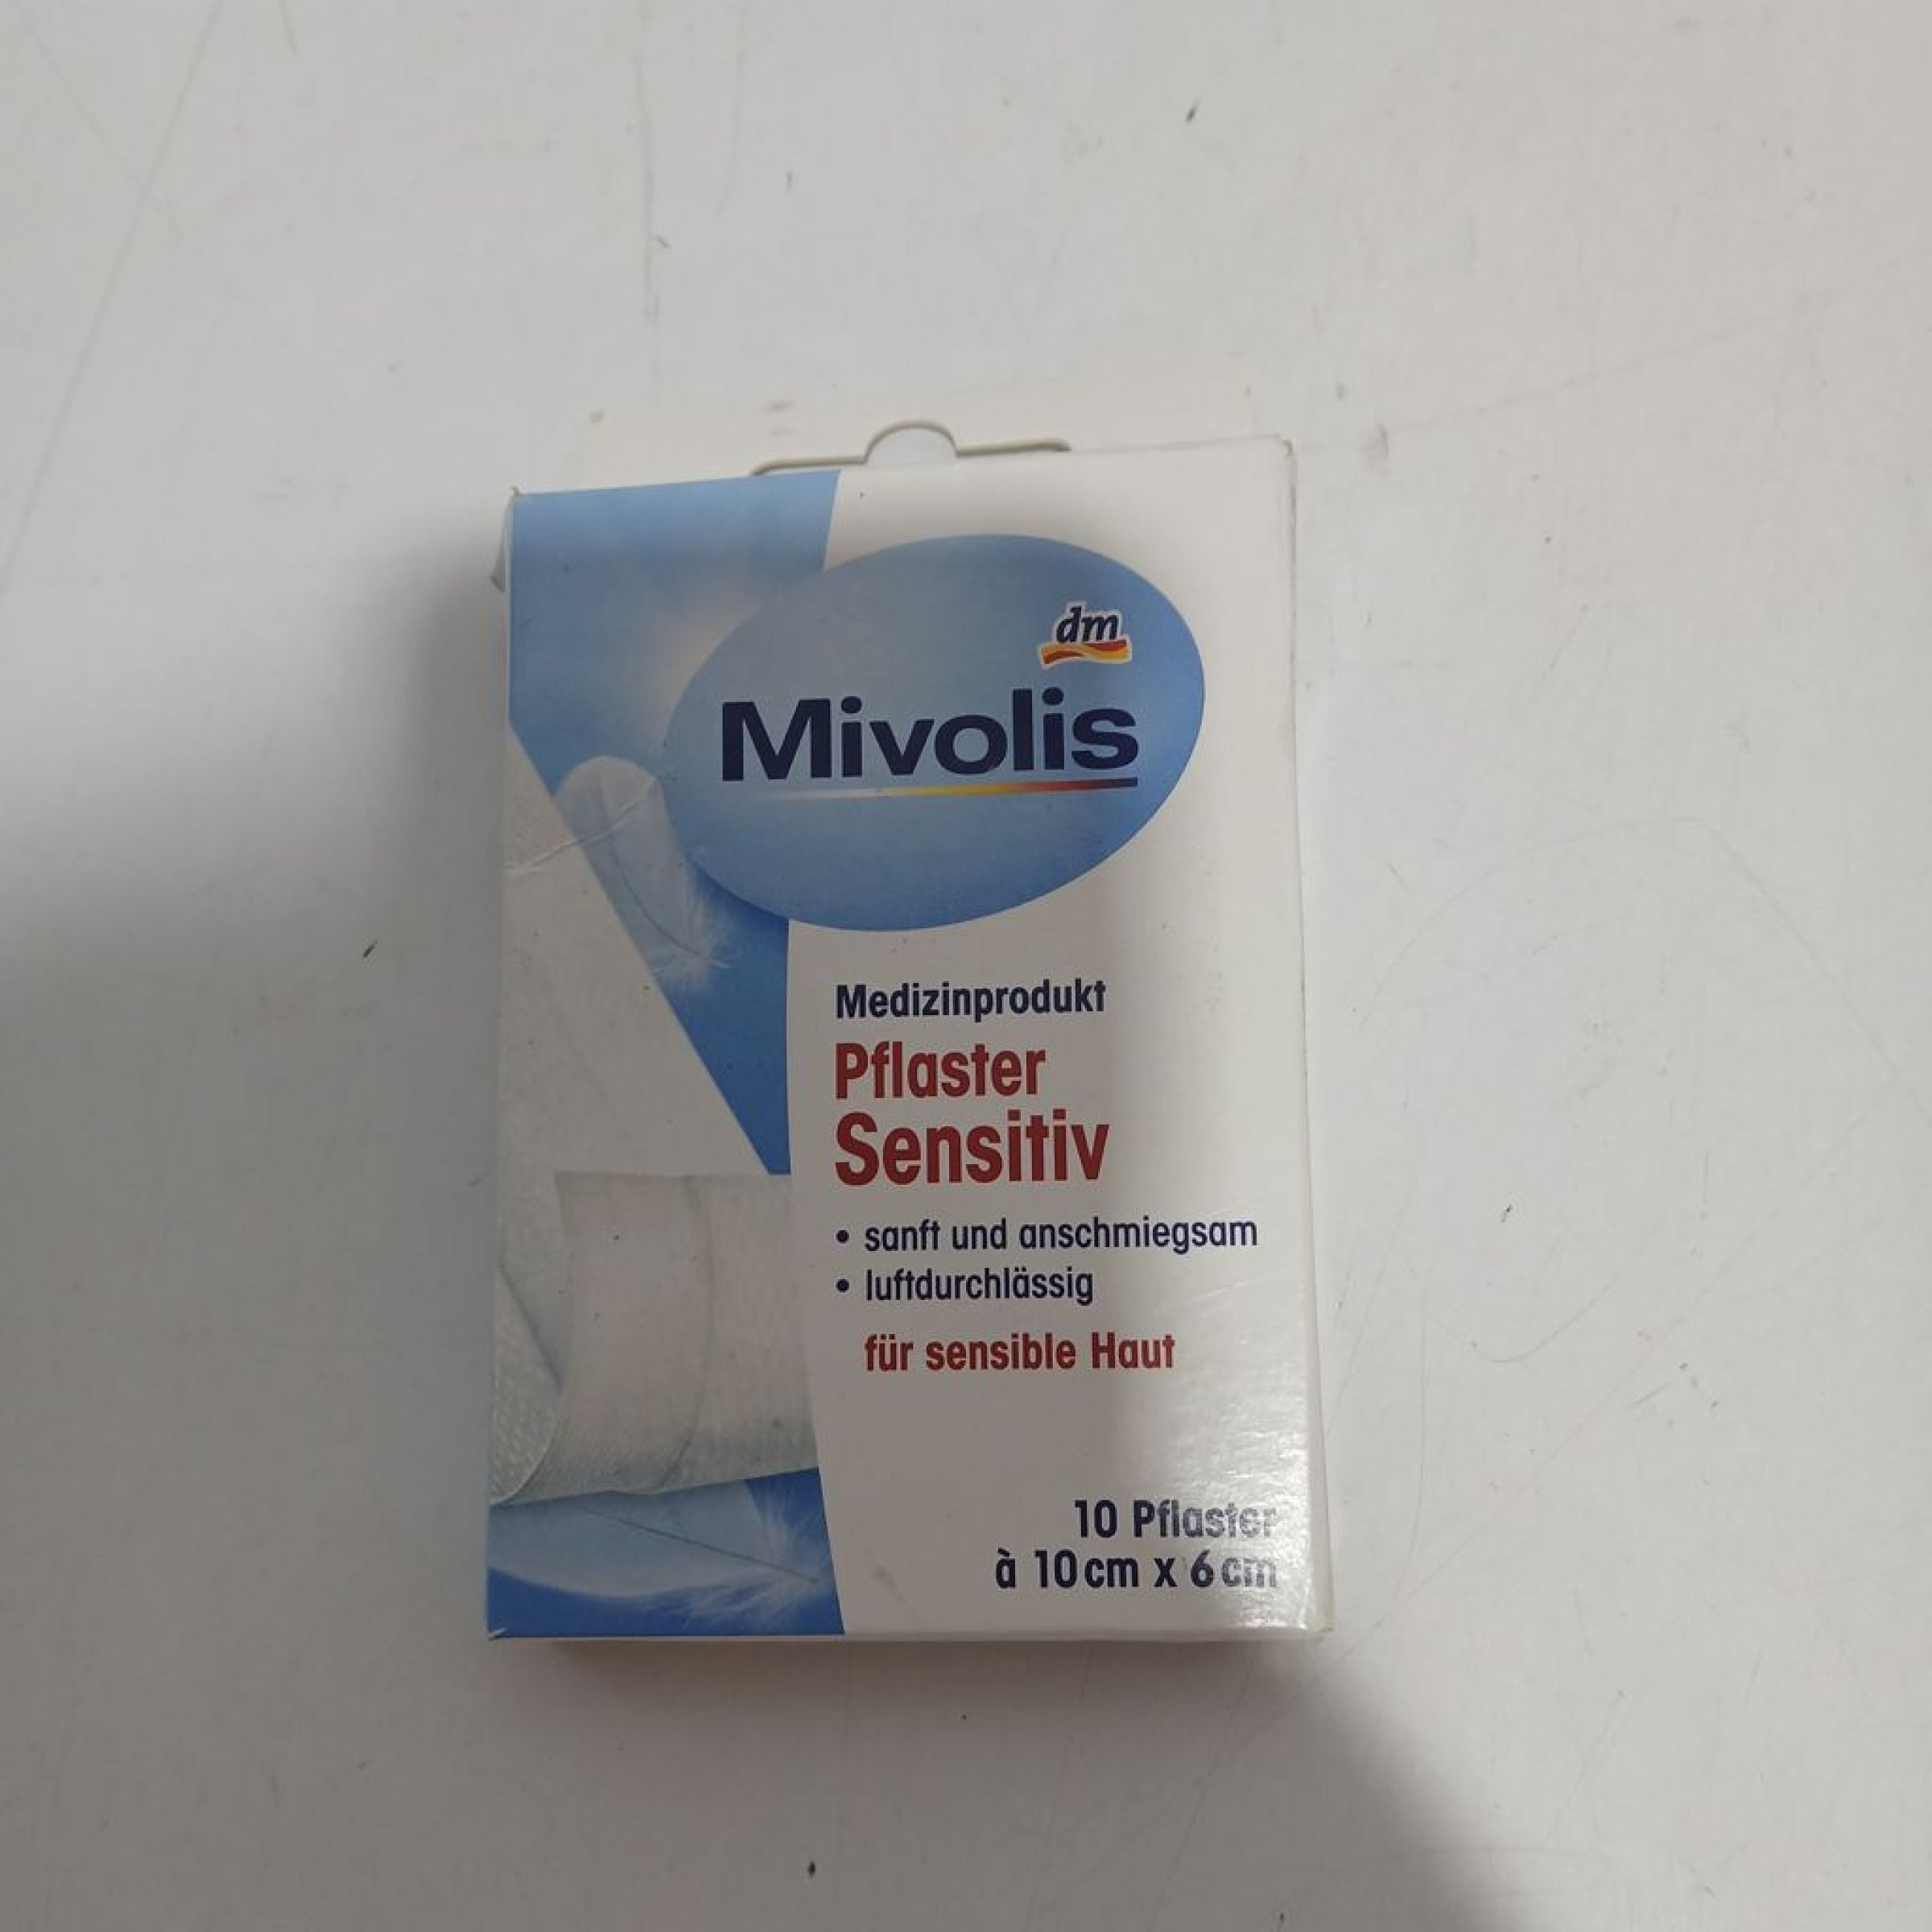 dm
Mivolis
Medizinprodukt
Pflaster
Sensitiv
• sanft und anschmiegsam
• luftdurchlässig
für sensible Haut
10 Pflaster
à 10 cm x 6 cm